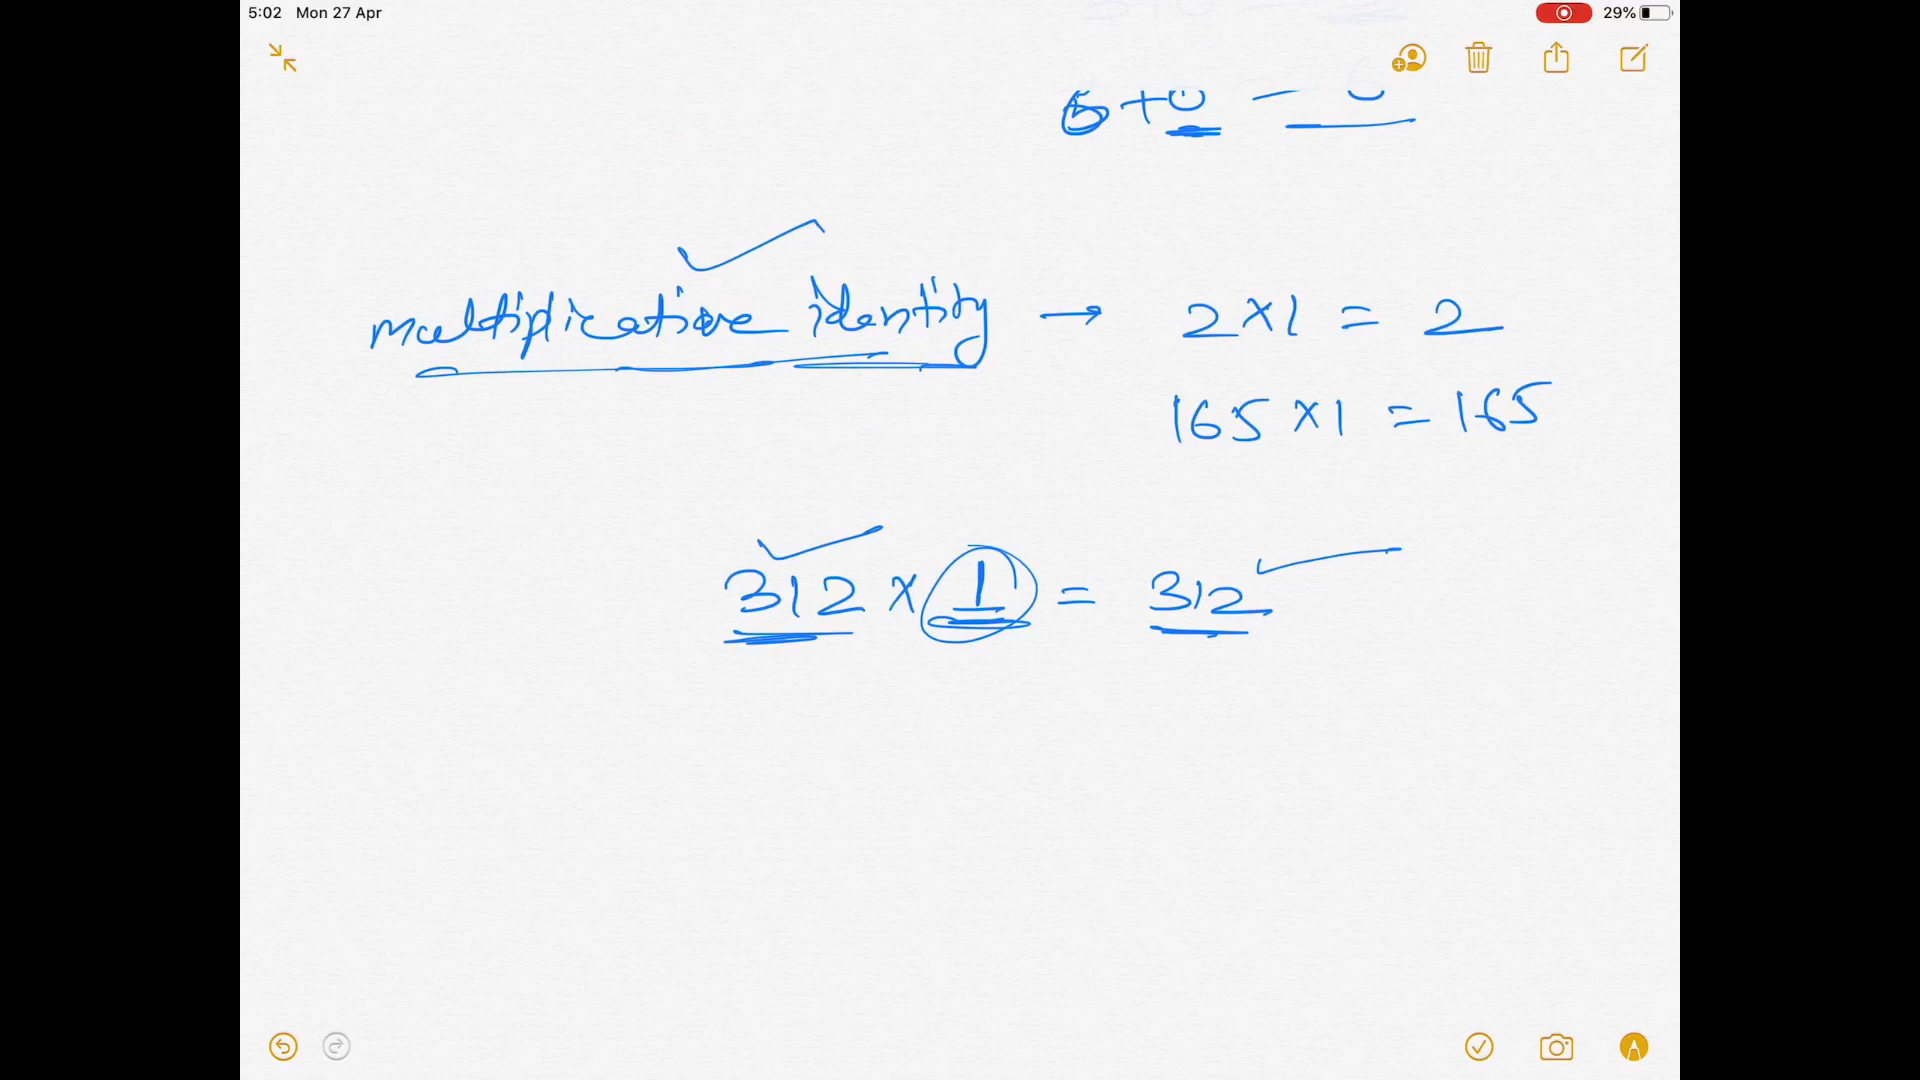 5:02 Mon 27 Apr 29%
multiplicative identity → 2 × 1 = 2
165 × 1 = 165
312 × 1 = 312